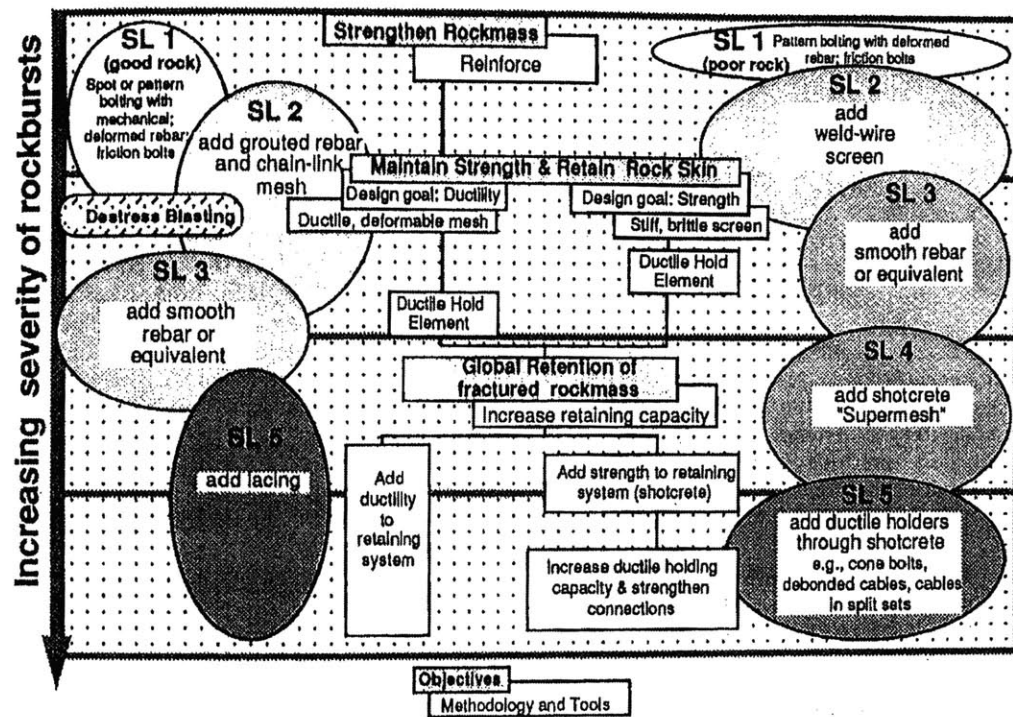 Increasing severity of rockbursts
SL 1
(good rock)
Spot or pattern
bolting with
mechanical;
deformed rebar;
friction bolts
SL 2
add grouted rebar
and chain-link
mesh
Destress Blasting
SL 3
add smooth
rebar or
equivalent
SL 5
add lacing
Strengthen Rockmass
Reinforce
Maintain Strength & Retain Rock Skin
Design goal: Ductility
Ductile, deformable mesh
Ductile Hold
Element
Design goal: Strength
Stiff, brittle screen
Ductile Hold
Element
Global Retention of
fractured rockmass
Increase retaining capacity
Add
ductility
to
retaining
system
Add strength to retaining
system (shotcrete)
Increase ductile holding
capacity & strengthen
connections
SL 1 Pattern bolting with deformed
(poor rock) rebar; friction bolts
SL 2
add
weld-wire
screen
SL 3
add
smooth rebar
or equivalent
SL 4
add shotcrete
"Supermesh"
SL 5
add ductile holders
through shotcrete
e.g., cone bolts,
debonded cables, cables
in split sets
Objectives
Methodology and Tools